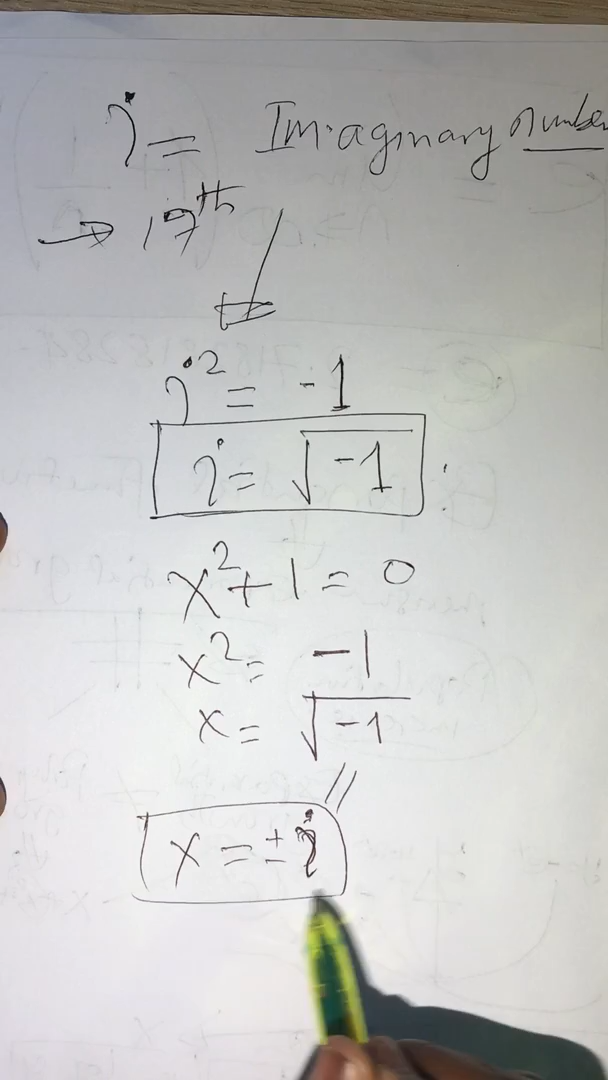 i = Imaginary number
→ 17th
i² = -1
i = √-1 :
x² + 1 = 0
x² = -1
x = √-1
x = ± i